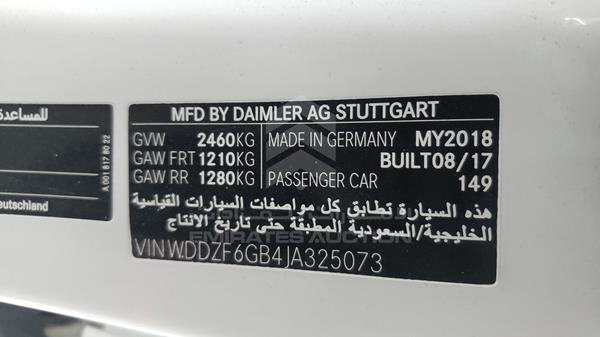 للمساعدة
A 001 817 80 22
eutschland
MFD BY DAIMLER AG STUTTGART
GVW 2460KG MADE IN GERMANY MY2018
GAW FRT 1210KG BUILT08/17
GAW RR 1280KG PASSENGER CAR 149
هذه السيارة تطابق كل مواصفات السيارات القياسية
الخليجية/السعودية المطبقة حتى تاريخ الانتاج
EMIRATES AUCTION
VIN WDDZF6GB4JA325073